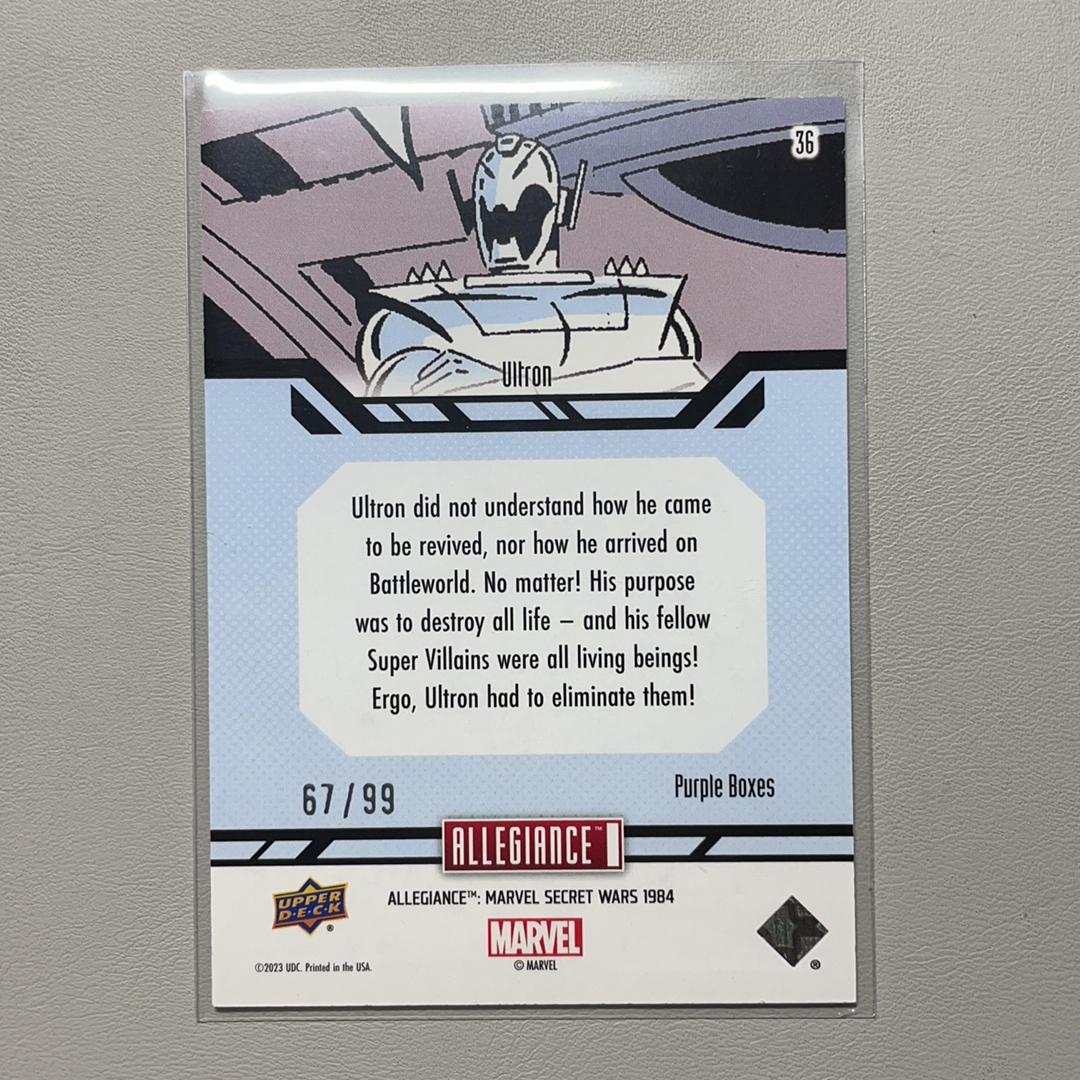 36
Ultron
Ultron did not understand how he came
to be revived, nor how he arrived on
Battleworld. No matter! His purpose
was to destroy all life – and his fellow
Super Villains were all living beings!
Ergo, Ultron had to eliminate them!
67/99
Purple Boxes
ALLEGIANCE™
UPPER
D·E·C·K®
ALLEGIANCE™: MARVEL SECRET WARS 1984
MARVEL
© MARVEL
©2023 UDC. Printed in the USA.
®